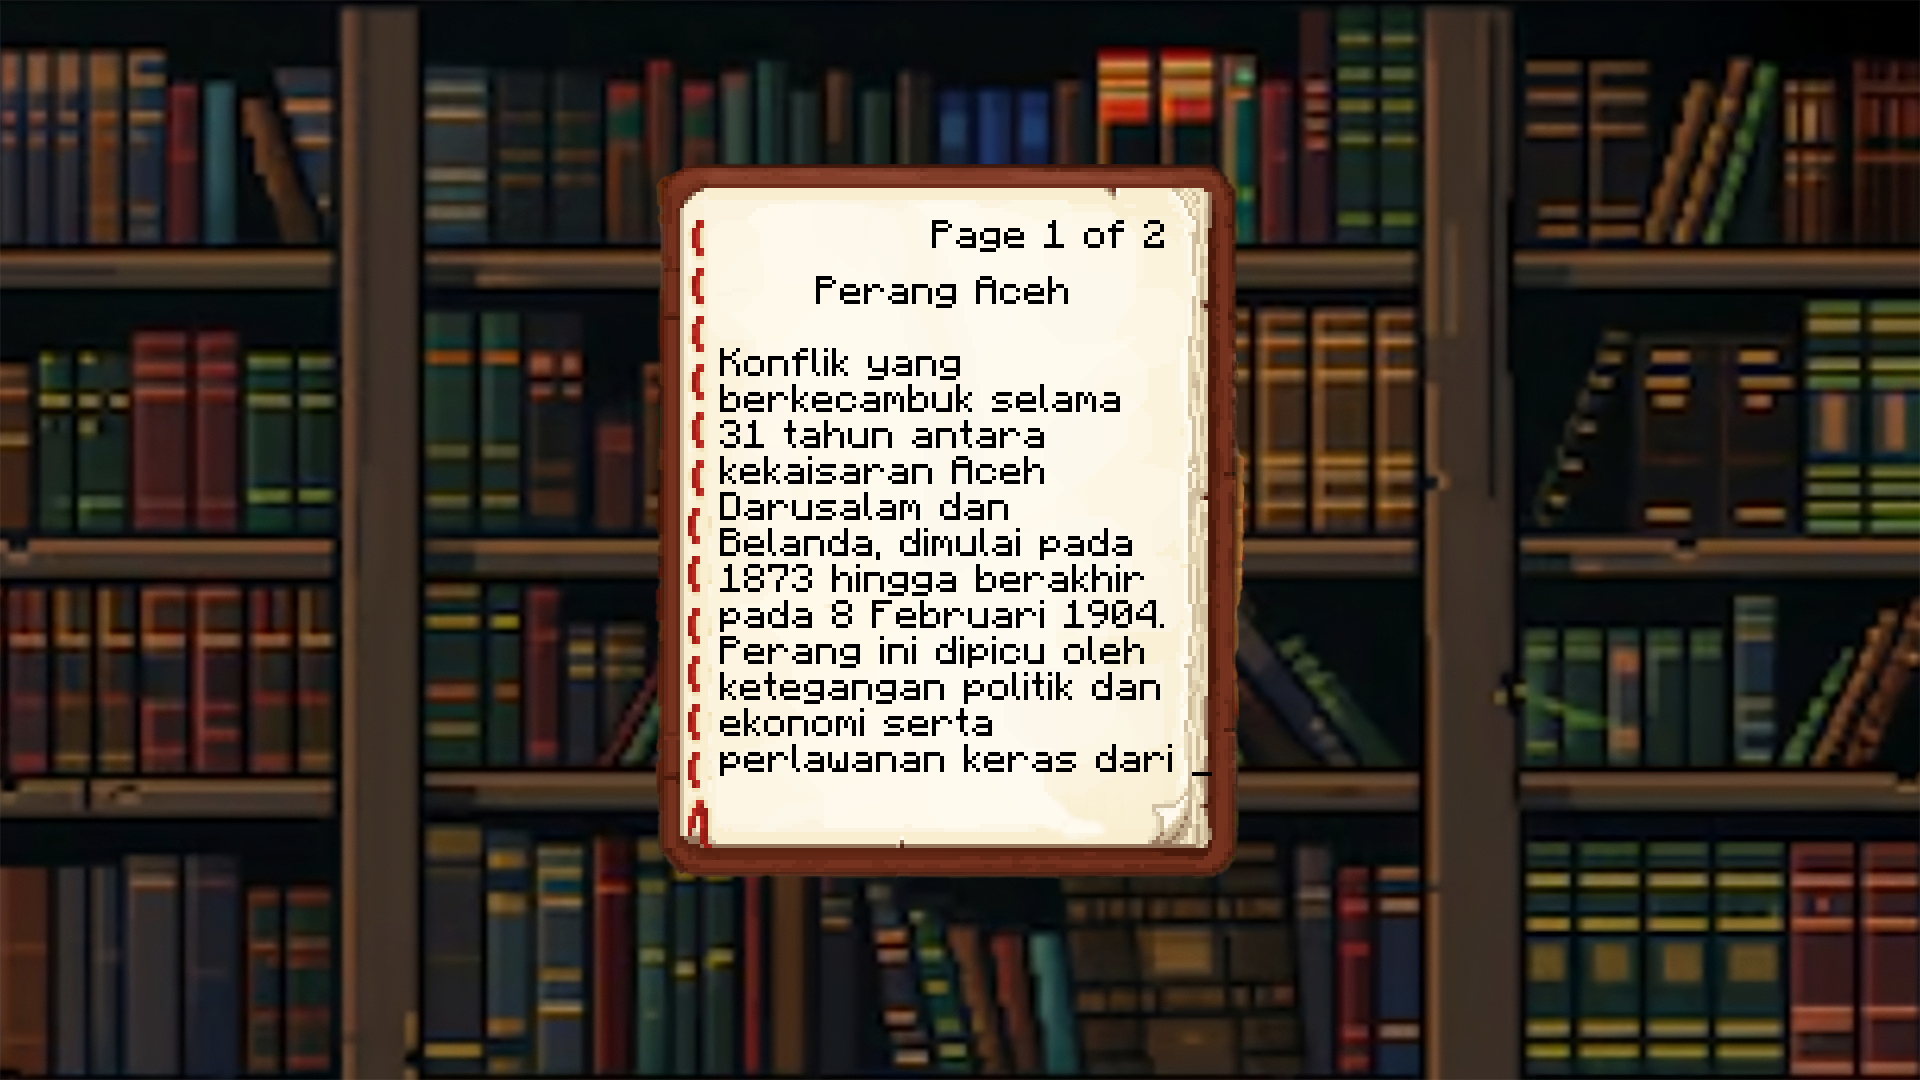 Page 1 of 2
Perang Aceh
Konflik yang
berkecambuk selama
31 tahun antara
kekaisaran Aceh
Darusalam dan
Belanda, dimulai pada
1873 hingga berakhir
pada 8 Februari 1904.
Perang ini dipicu oleh
ketegangan politik dan
ekonomi serta
perlawanan keras dari